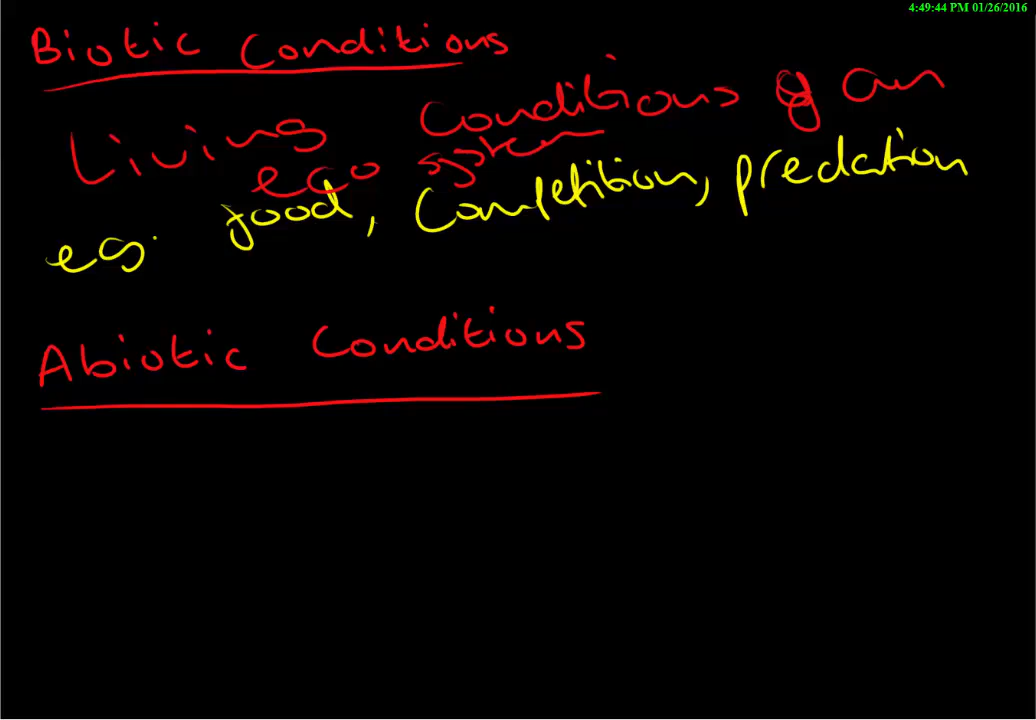 4:49:44 PM 01/26/2016
Biotic Conditions
Living Conditions of an
eco system
eg. food, Competition, predation
Abiotic Conditions